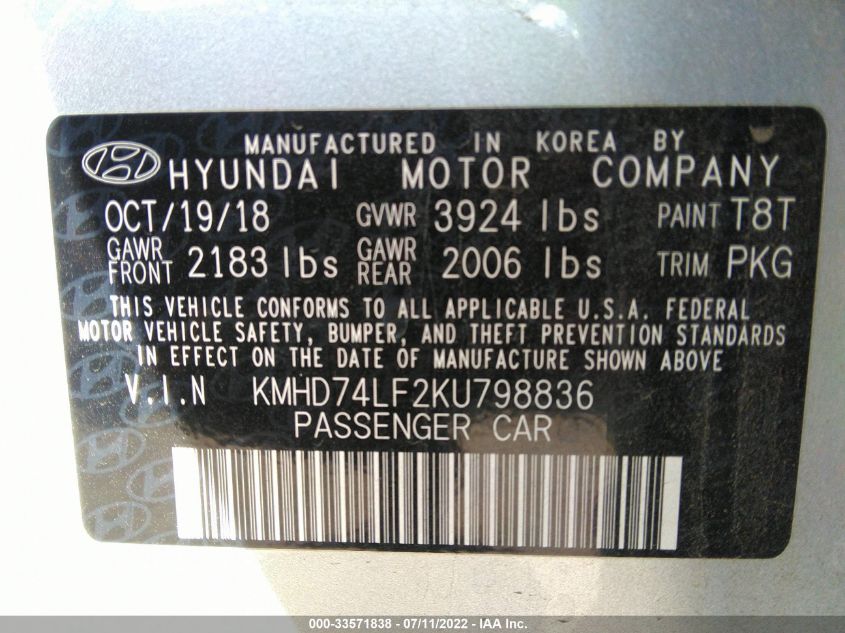 MANUFACTURED IN KOREA BY
HYUNDAI MOTOR COMPANY
OCT/19/18 GVWR 3924 lbs PAINT T8T
GAWR FRONT 2183 lbs GAWR REAR 2006 lbs TRIM PKG
THIS VEHICLE CONFORMS TO ALL APPLICABLE U.S.A. FEDERAL
MOTOR VEHICLE SAFETY, BUMPER, AND THEFT PREVENTION STANDARDS
IN EFFECT ON THE DATE OF MANUFACTURE SHOWN ABOVE
V.I.N KMHD74LF2KU798836
PASSENGER CAR
000-33571838 - 07/11/2022 - IAA Inc.